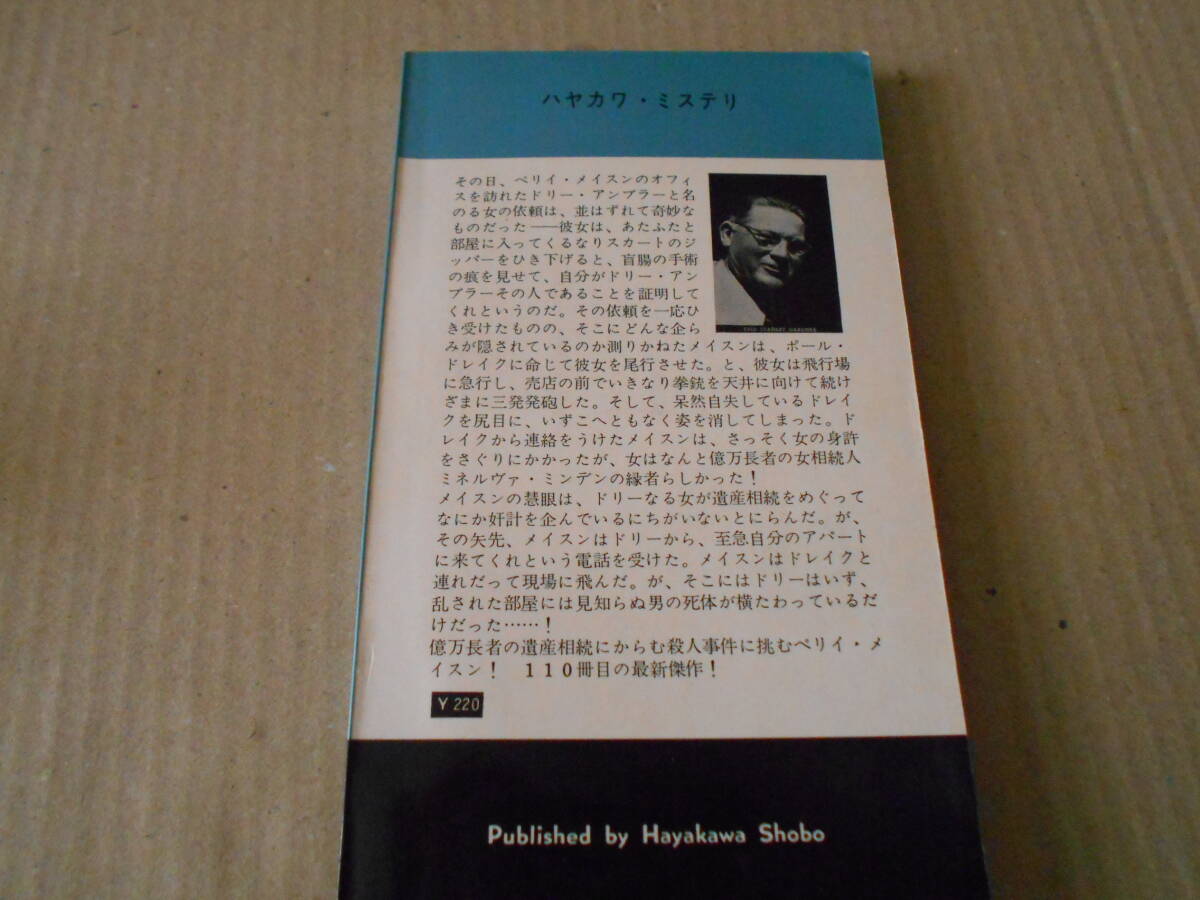 ハヤカワ・ミステリ
その日、ペリイ・メイスンのオフィ
スを訪れたドリー・アンブラーと名
のる女の依頼は、並はずれて奇妙な
ものだった——彼女は、あたふたと
部屋に入ってくるなりスカートのジ
ッパーをひき下げると、盲腸の手術
の痕を見せて、自分がドリー・アン
ブラーその人であることを証明して
くれというのだ。その依頼を一応ひ
き受けたものの、そこにどんな企ら
みが隠されているのか測りかねたメイスンは、ポール・
ドレイクに命じて彼女を尾行させた。と、彼女は飛行場
に急行し、売店の前でいきなり拳銃を天井に向けて続け
ざまに三発発砲した。そして、呆然自失しているドレイ
クを尻目に、いずこへともなく姿を消してしまった。ド
レイクから連絡をうけたメイスンは、さっそく女の身許
をさぐりにかかったが、女はなんと億万長者の女相続人
ミネルヴァ・ミンデンの縁者らしかった！
メイスンの慧眼は、ドリーなる女が遺産相続をめぐって
なにか奸計を企んでいるにちがいないとにらんだ。が、
その矢先、メイスンはドリーから、至急自分のアパート
に来てくれという電話を受けた。メイスンはドレイクと
連れだって現場に飛んだ。が、そこにはドリーはいず、
乱された部屋には見知らぬ男の死体が横たわっているだ
けだった……！
億万長者の遺産相続にからむ殺人事件に挑むペリイ・メ
イスン！　110冊目の最新傑作！
ERLE STANLEY GARDNER
Y 220
Published by Hayakawa Shobo